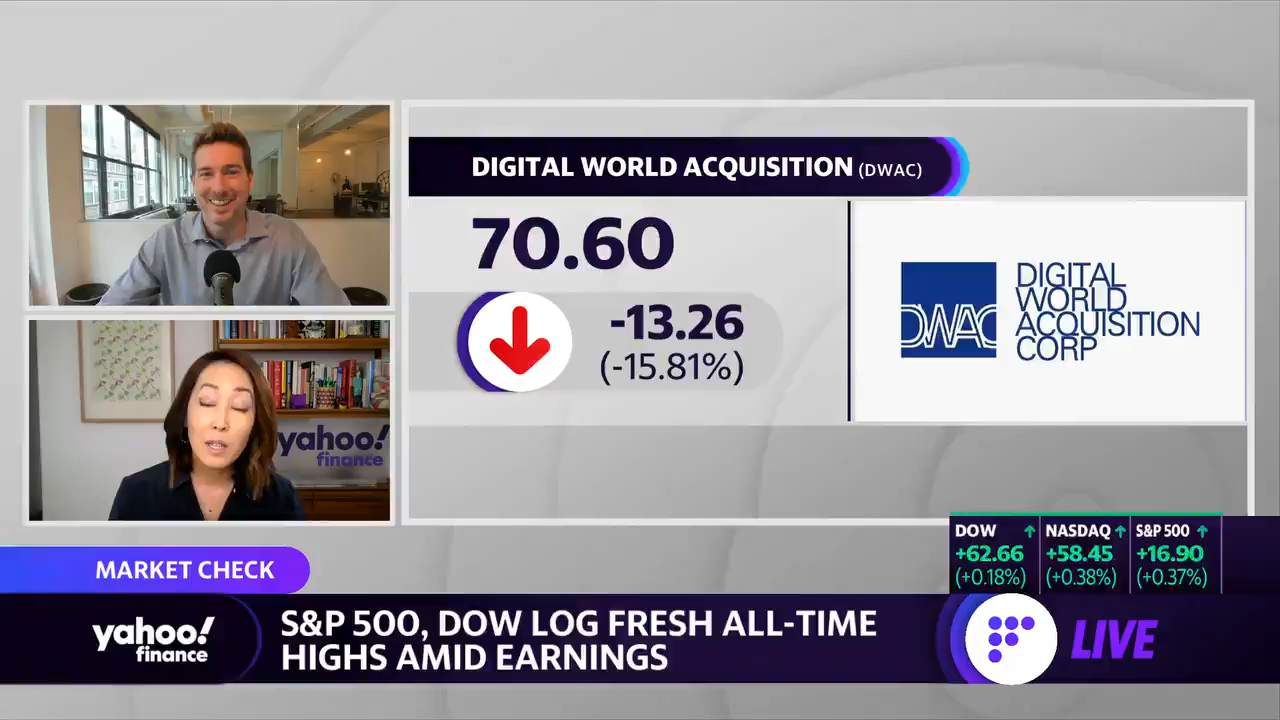 DIGITAL WORLD ACQUISITION (DWAC)
70.60
-13.26
(-15.81%)
DWAC
DIGITAL
WORLD
ACQUISITION
CORP
yahoo!
finance
DOW
+62.66
(+0.18%)
NASDAQ
+58.45
(+0.38%)
S&P 500
+16.90
(+0.37%)
MARKET CHECK
yahoo!
finance
S&P 500, DOW LOG FRESH ALL-TIME
HIGHS AMID EARNINGS
LIVE